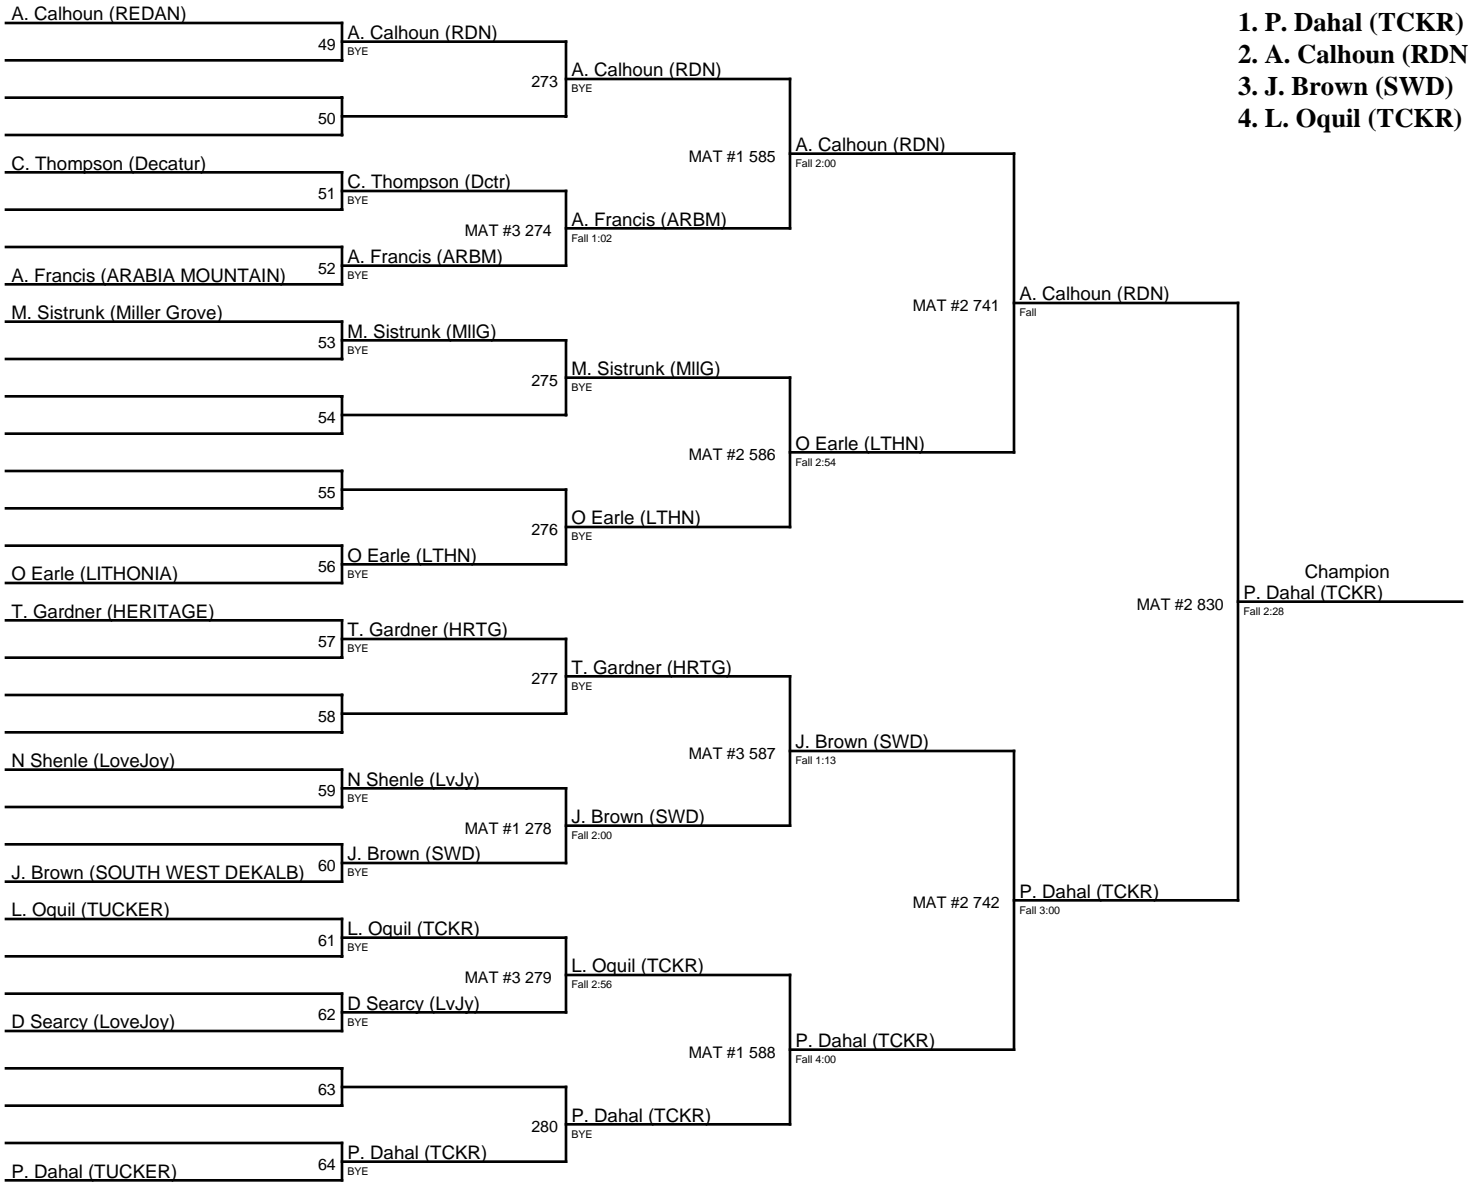 A. Calhoun (REDAN)
49
A. Calhoun (RDN)
BYE
273
A. Calhoun (RDN)
BYE
50
MAT #1 585
A. Calhoun (RDN)
Fall 2:00
C. Thompson (Decatur)
51
C. Thompson (Dctr)
BYE
MAT #3 274
A. Francis (ARBM)
Fall 1:02
52
A. Francis (ARBM)
BYE
A. Francis (ARABIA MOUNTAIN)
MAT #2 741
A. Calhoun (RDN)
Fall
M. Sistrunk (Miller Grove)
53
M. Sistrunk (MllG)
BYE
275
M. Sistrunk (MllG)
BYE
54
MAT #2 586
O Earle (LTHN)
Fall 2:54
55
276
O Earle (LTHN)
BYE
56
O Earle (LTHN)
BYE
O Earle (LITHONIA)
MAT #2 830
Champion
P. Dahal (TCKR)
Fall 2:28
T. Gardner (HERITAGE)
57
T. Gardner (HRTG)
BYE
277
T. Gardner (HRTG)
BYE
58
MAT #3 587
J. Brown (SWD)
Fall 1:13
N Shenle (LoveJoy)
59
N Shenle (LvJy)
BYE
MAT #1 278
J. Brown (SWD)
Fall 2:00
60
J. Brown (SWD)
BYE
J. Brown (SOUTH WEST DEKALB)
MAT #2 742
P. Dahal (TCKR)
Fall 3:00
L. Oquil (TUCKER)
61
L. Oquil (TCKR)
BYE
MAT #3 279
L. Oquil (TCKR)
Fall 2:56
62
D Searcy (LvJy)
BYE
D Searcy (LoveJoy)
MAT #1 588
P. Dahal (TCKR)
Fall 4:00
63
280
P. Dahal (TCKR)
BYE
64
P. Dahal (TCKR)
BYE
P. Dahal (TUCKER)
1. P. Dahal (TCKR)
2. A. Calhoun (RDN
3. J. Brown (SWD)
4. L. Oquil (TCKR)